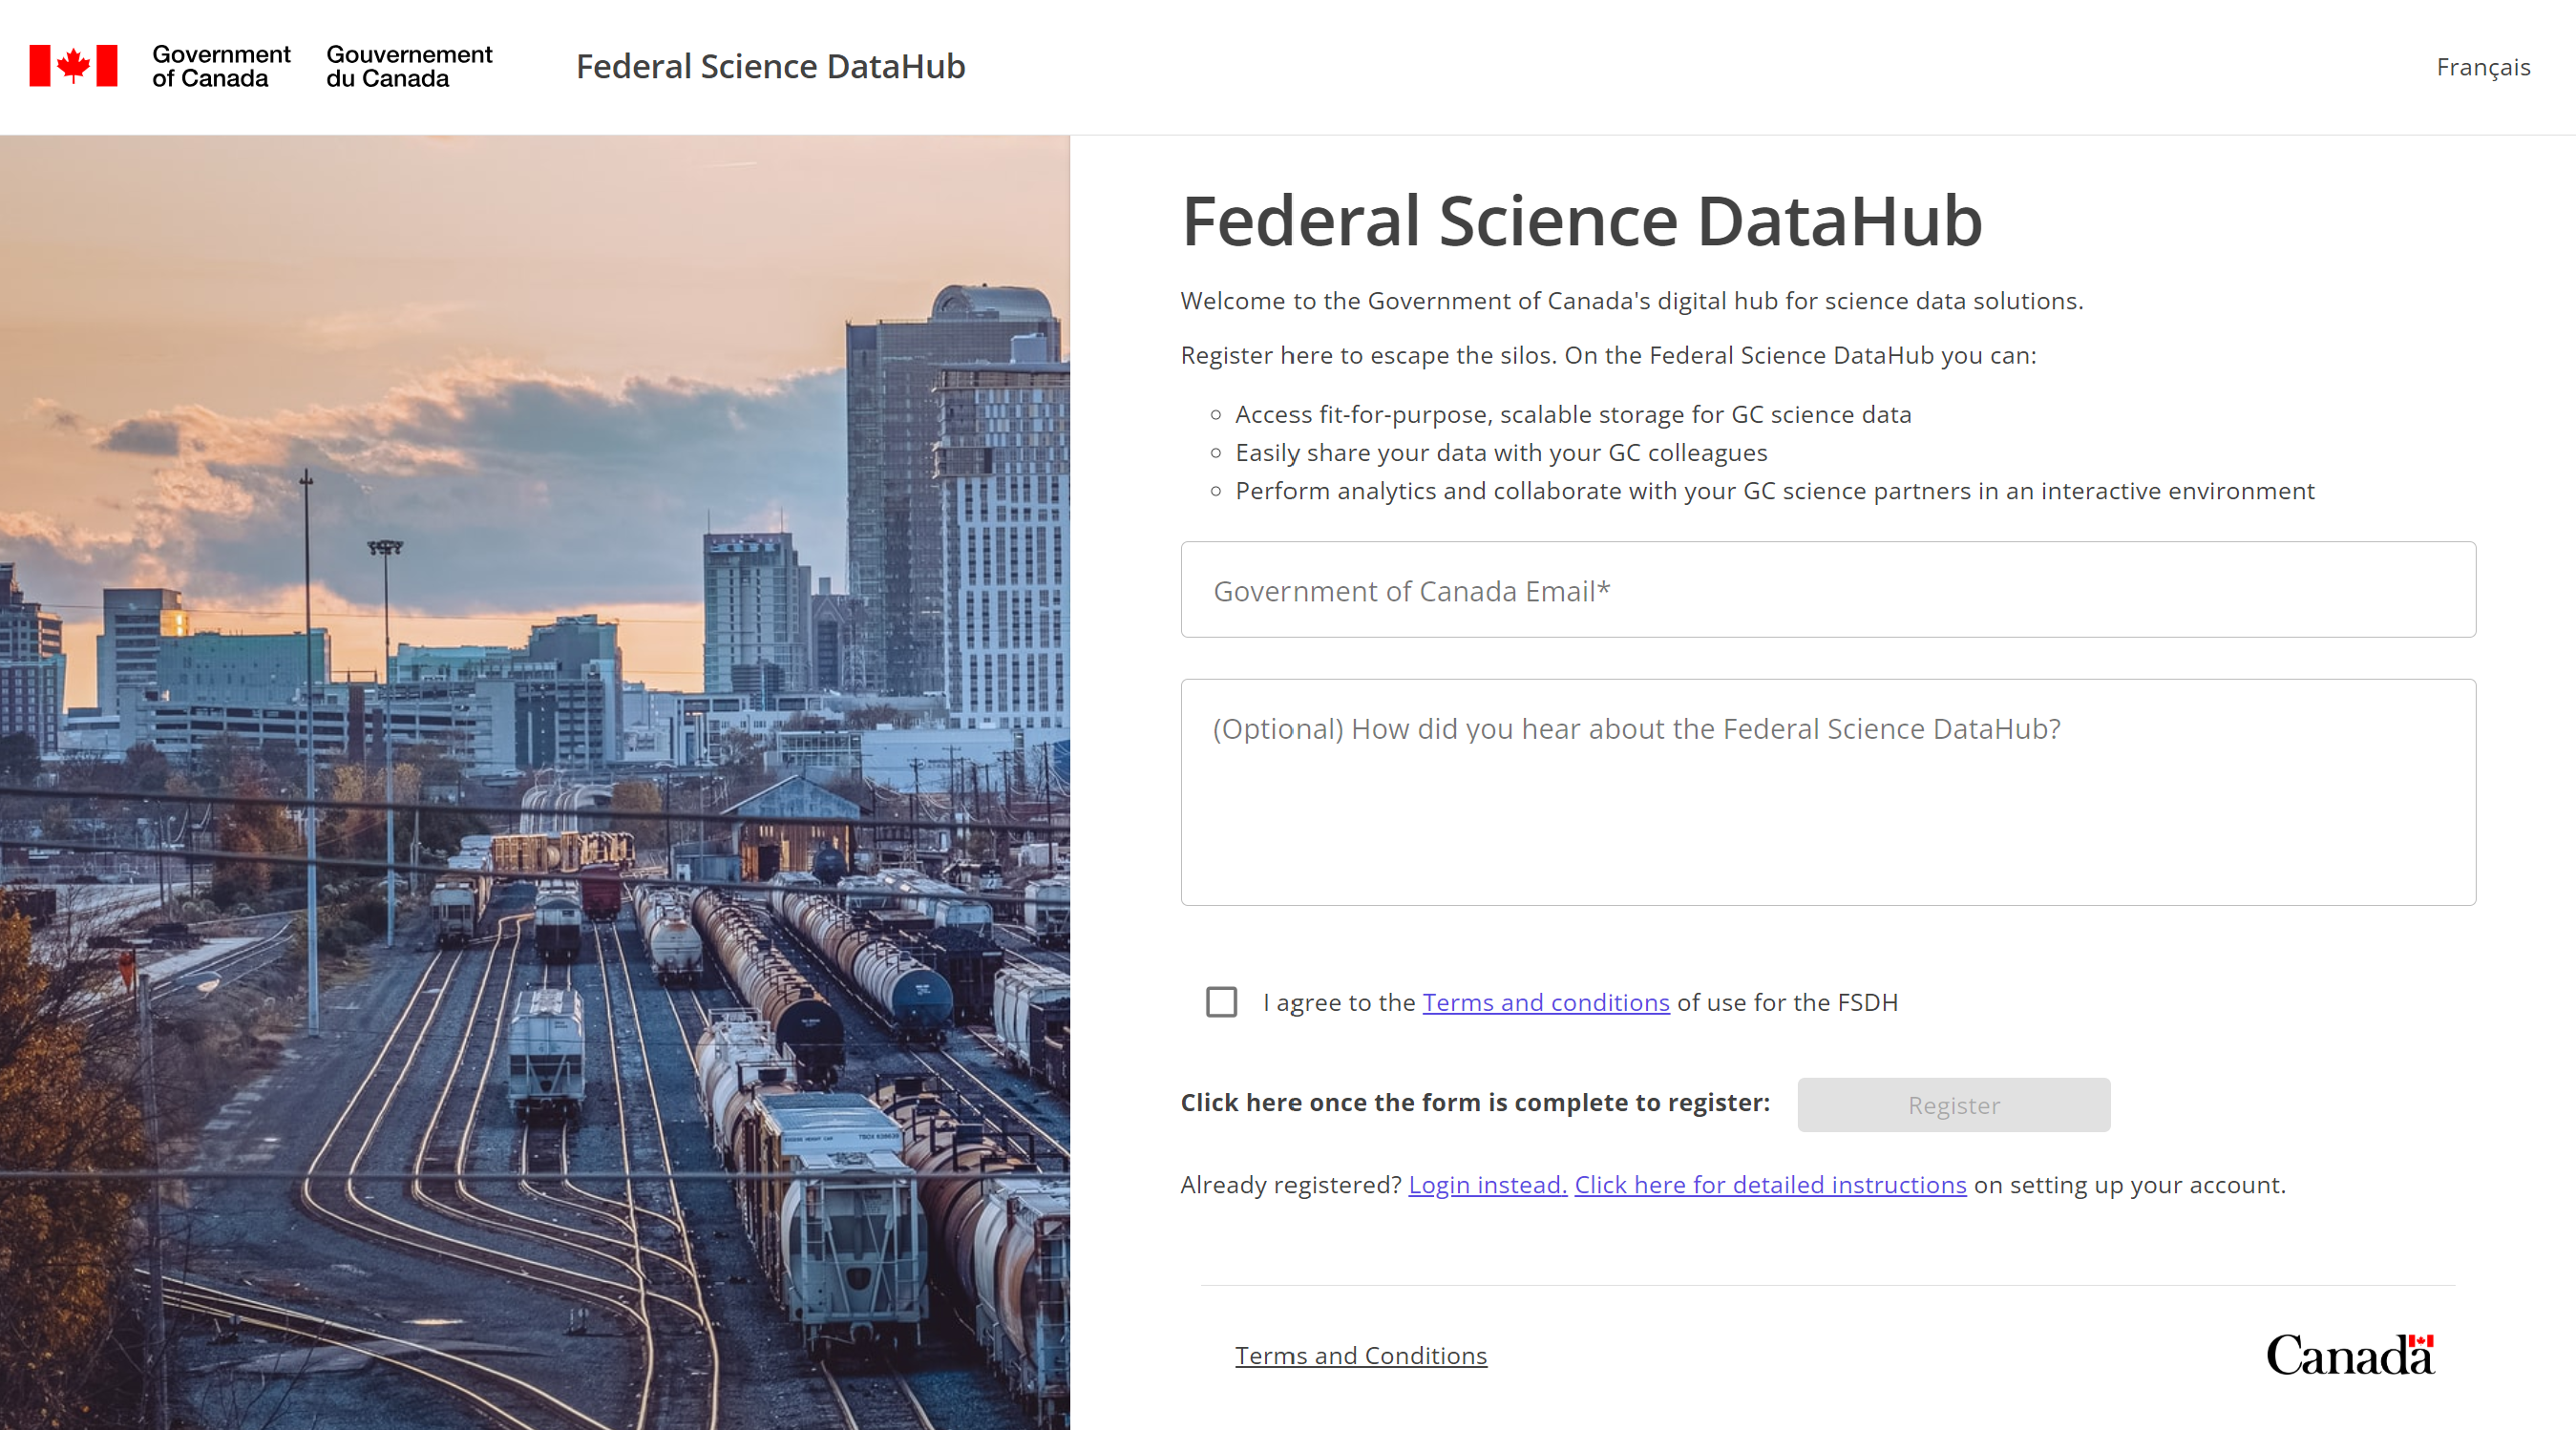 Government of Canada
Gouvernement du Canada
Federal Science DataHub
Français
Federal Science DataHub
Welcome to the Government of Canada's digital hub for science data solutions.
Register here to escape the silos. On the Federal Science DataHub you can:
Access fit-for-purpose, scalable storage for GC science data
Easily share your data with your GC colleagues
Perform analytics and collaborate with your GC science partners in an interactive environment
Government of Canada Email*
(Optional) How did you hear about the Federal Science DataHub?
I agree to the Terms and conditions of use for the FSDH
Click here once the form is complete to register:
Register
Already registered? Login instead. Click here for detailed instructions on setting up your account.
Terms and Conditions
Canada
EXCESS HEIGHT CAR